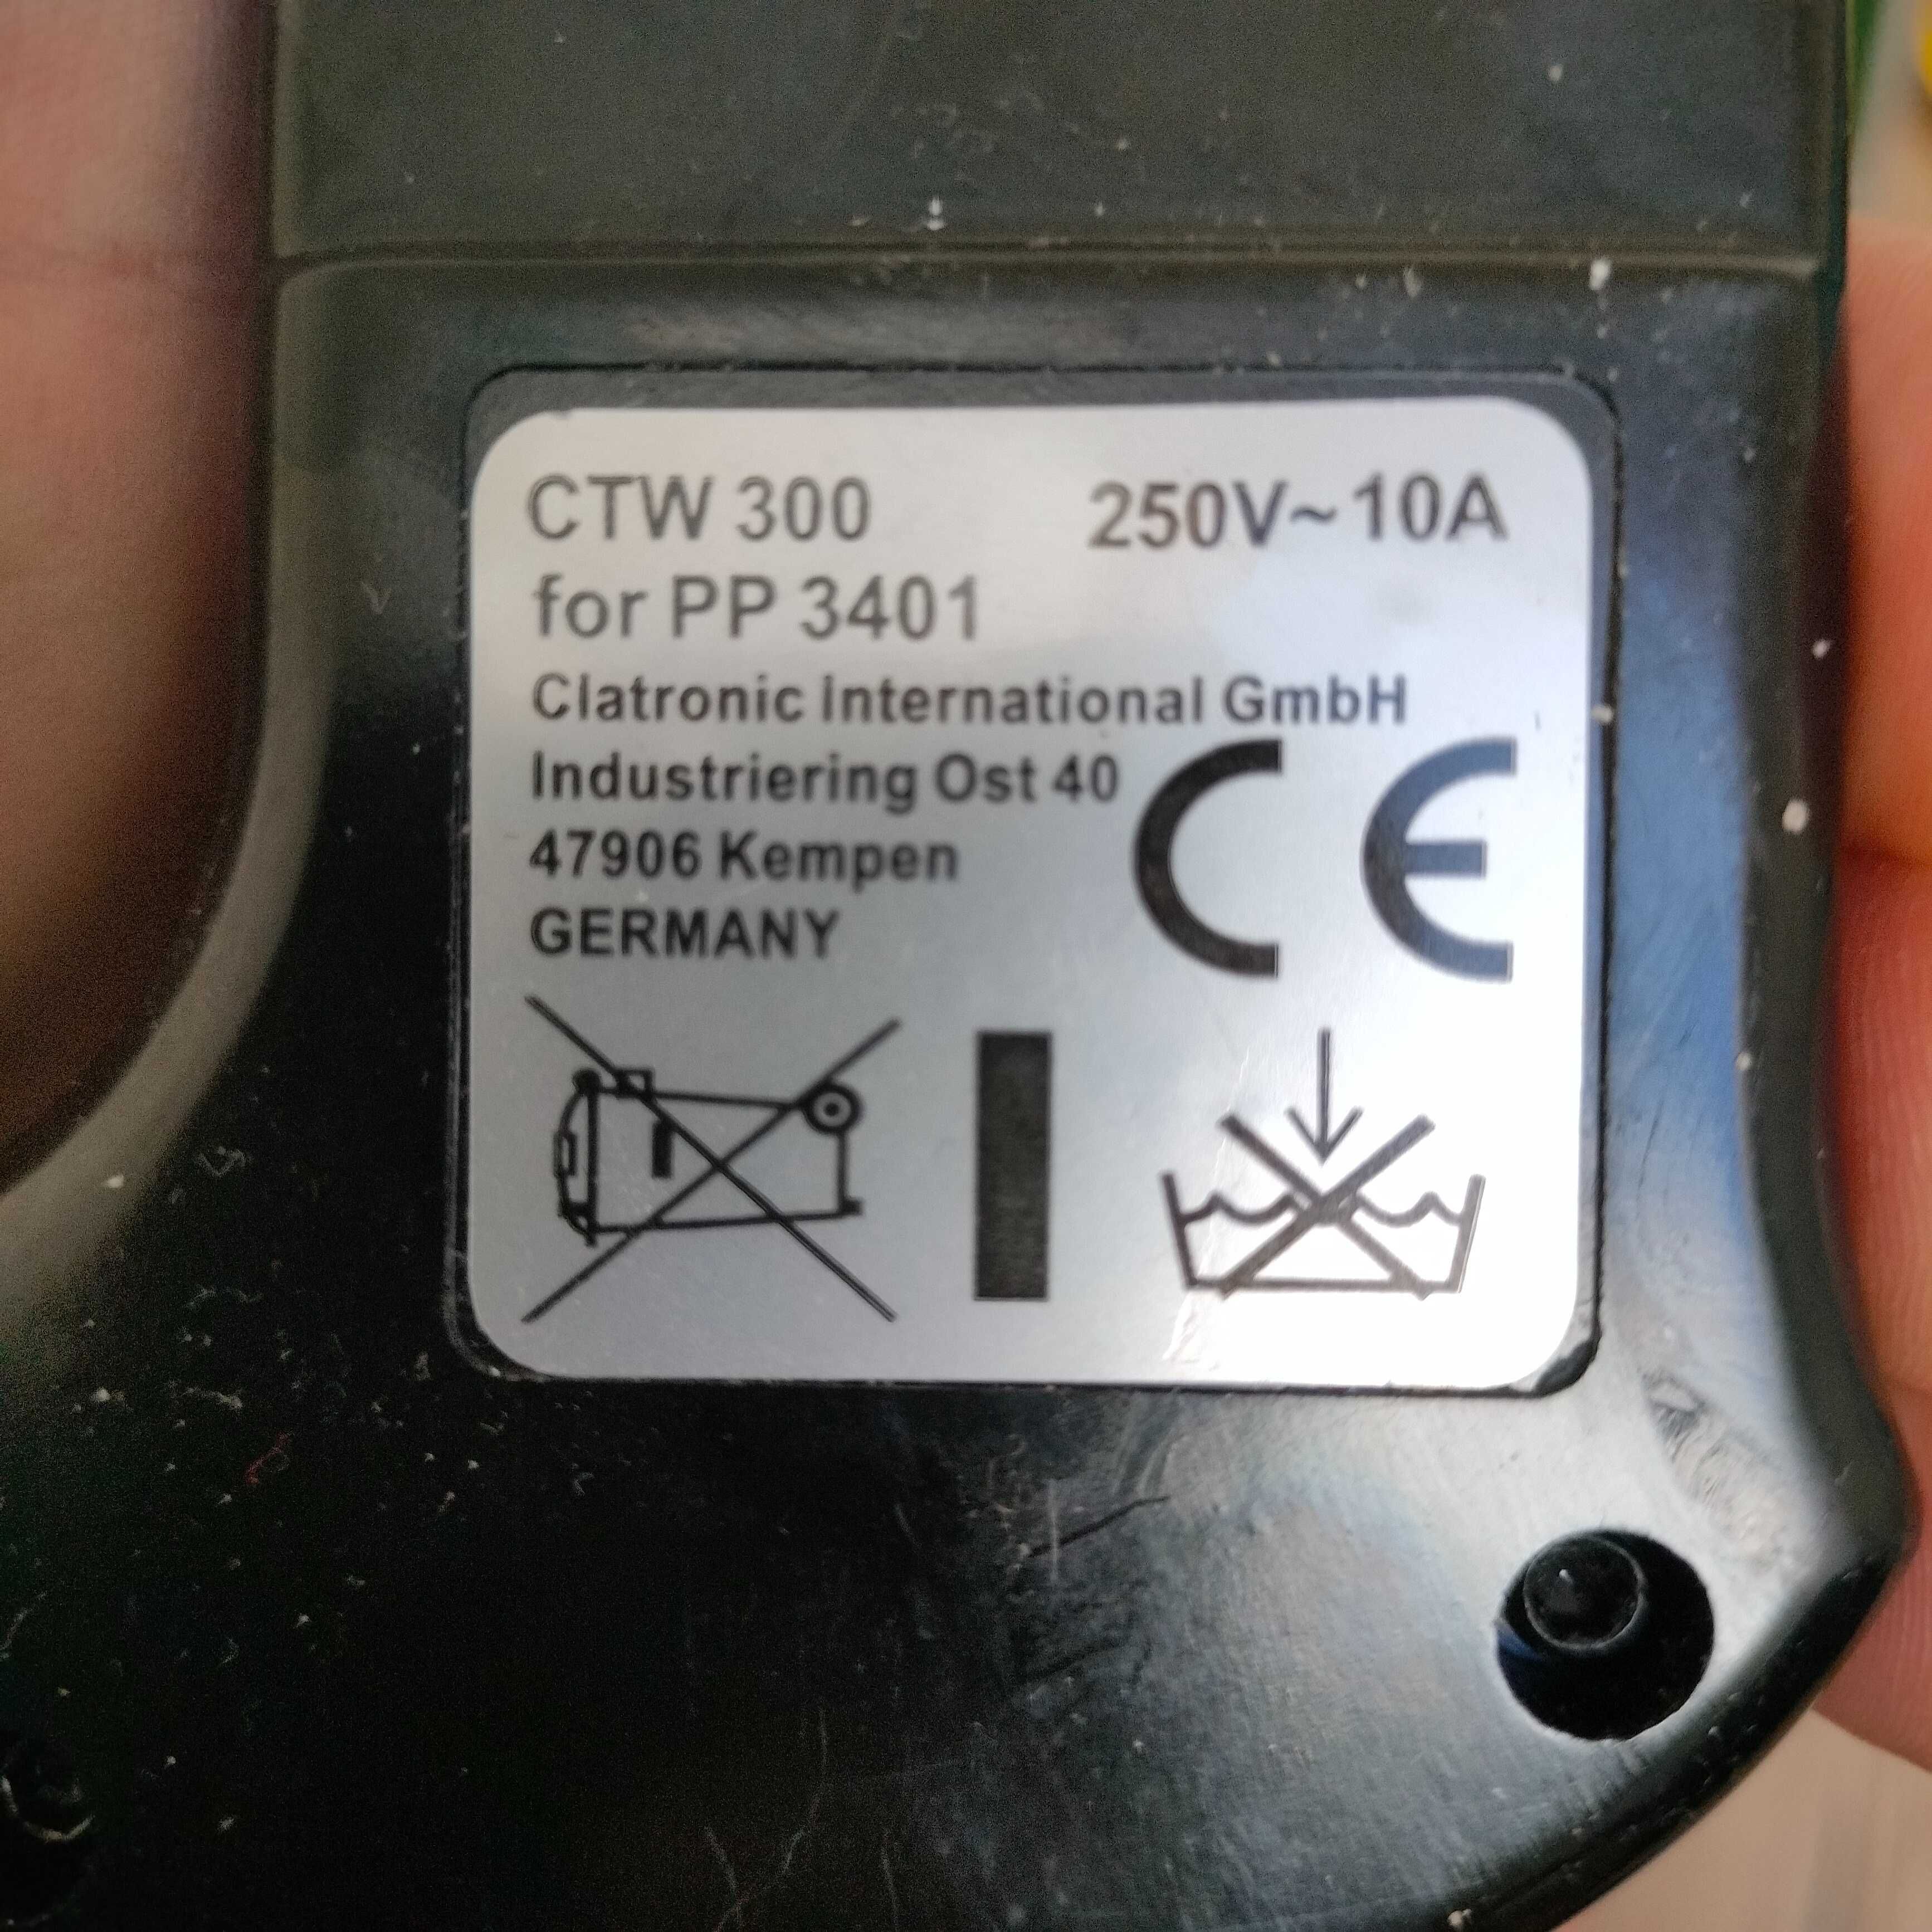 CTW 300 250V~10A
for PP 3401
Clatronic International GmbH
Industriering Ost 40
47906 Kempen
GERMANY
CE